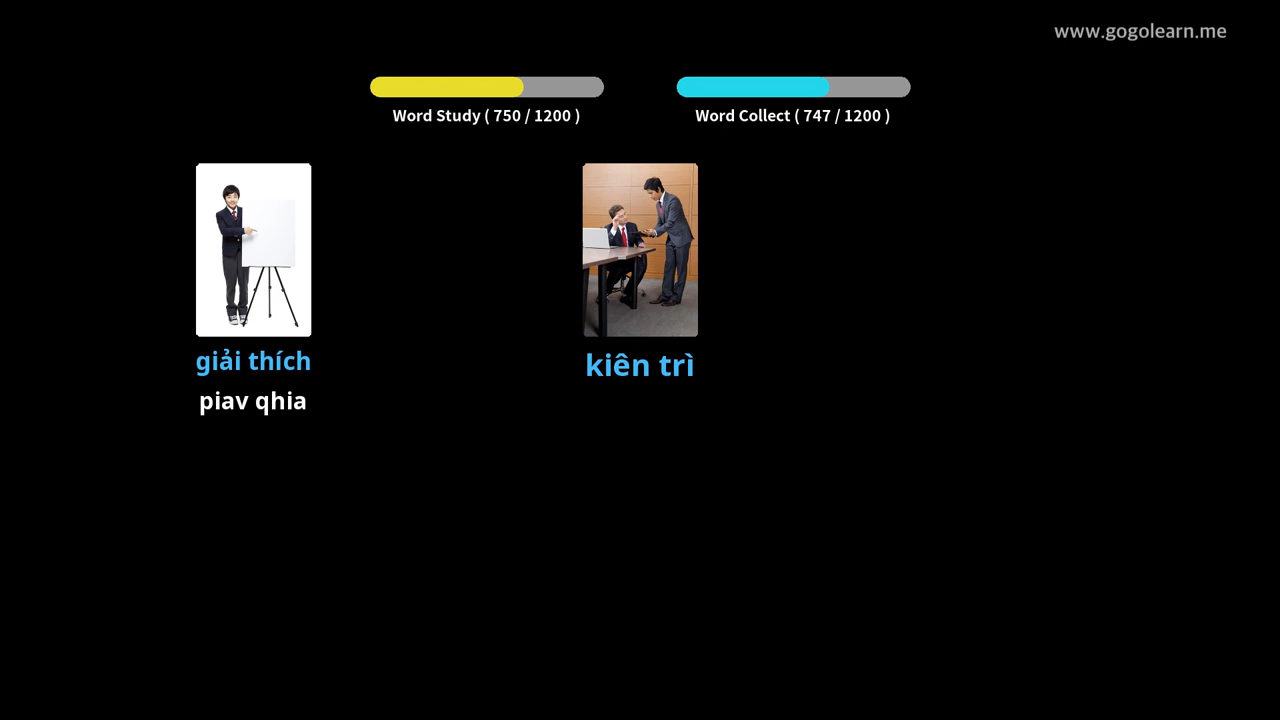 www.gogolearn.me
Word Study ( 750 / 1200 )
Word Collect ( 747 / 1200 )
giải thích
piav qhia
kiên trì